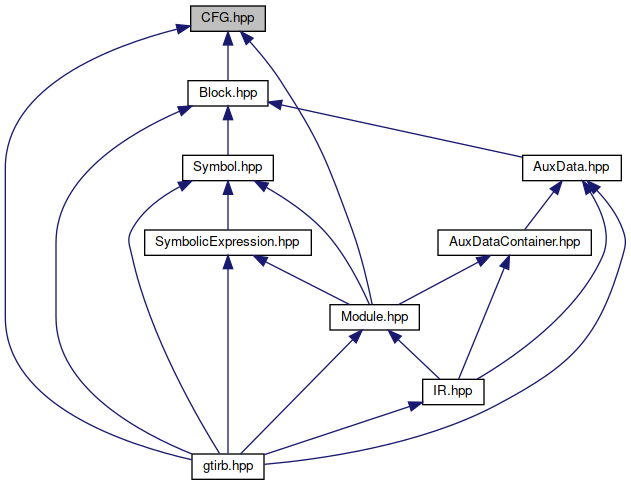 CFG.hpp
Block.hpp
Symbol.hpp
AuxData.hpp
SymbolicExpression.hpp
AuxDataContainer.hpp
Module.hpp
IR.hpp
gtirb.hpp